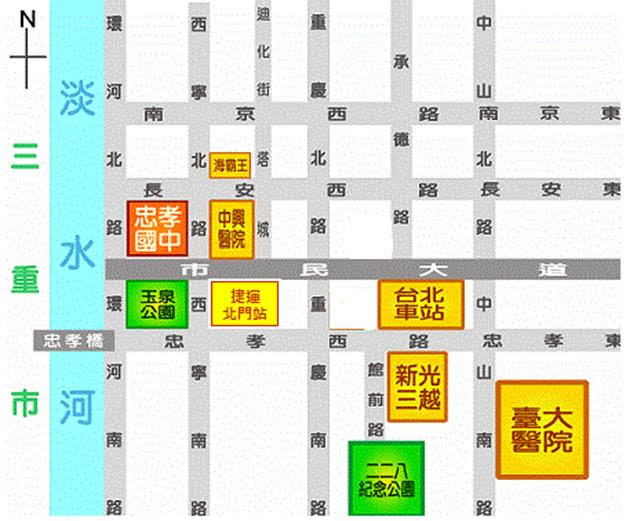 N
三重市
淡水河
環河北路
西寧北路
迪化街
塔城
重慶北路
承德路
中山北路
南京西路
南京東
海霸王
長安西路
長安東
忠孝
國中
中興
醫院
市民大道
玉泉
公園
捷運
北門站
台北
車站
忠孝橋
忠孝西路
忠孝東
環河南路
西寧南路
重慶南路
館前路
中山南路
新光
三越
臺大
醫院
二二八
紀念公園